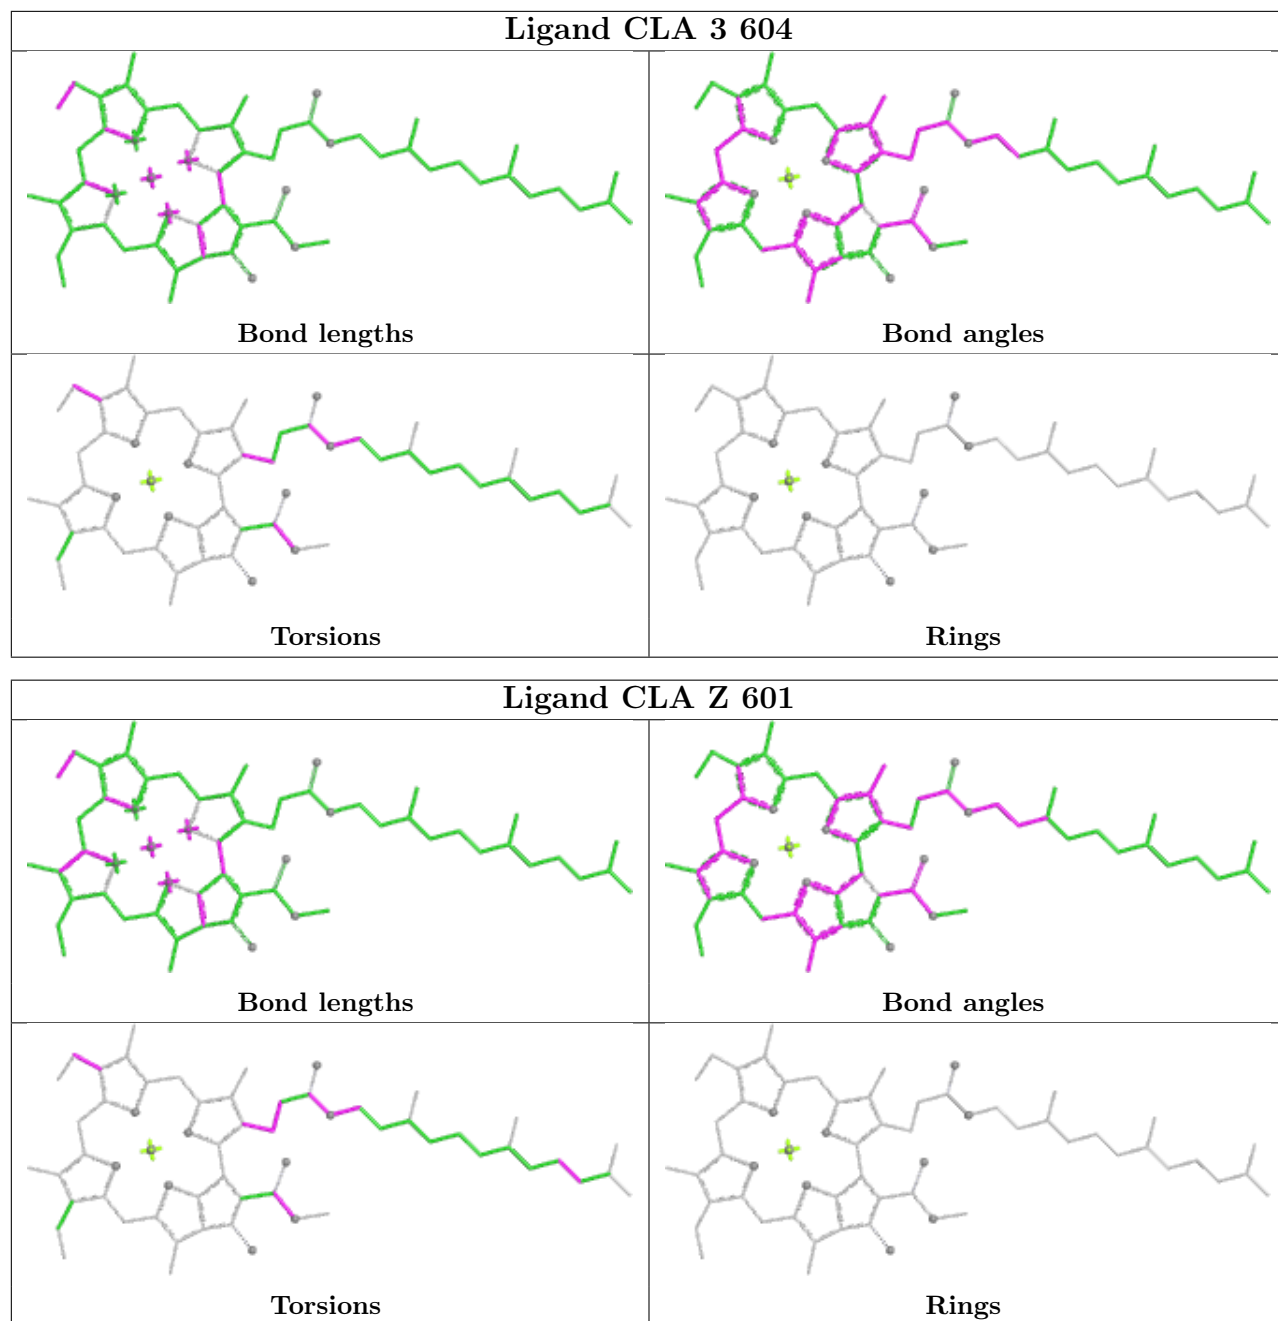 Ligand CLA 3 604
Bond lengths
Bond angles
Torsions
Rings
Ligand CLA Z 601
Bond lengths
Bond angles
Torsions
Rings